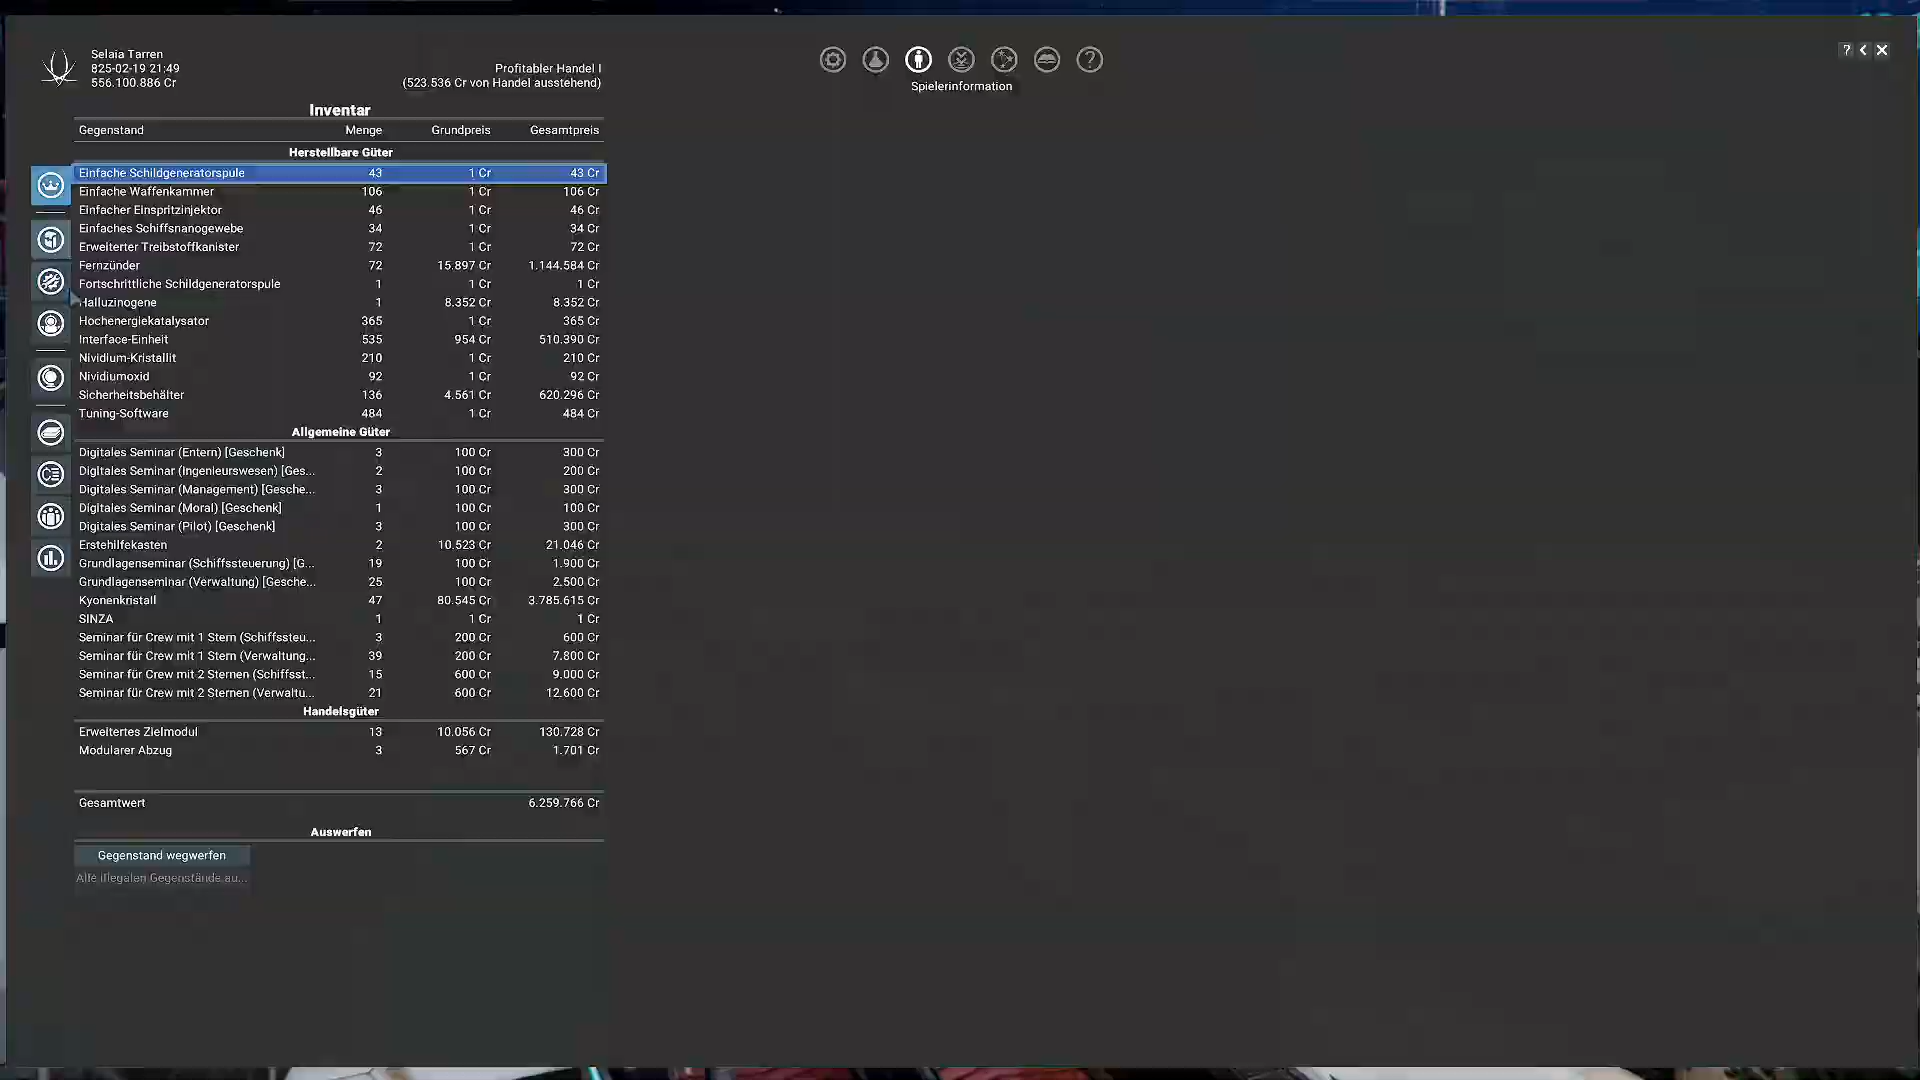 Selaia Tarren
825-02-19 21:49
556.100.886 Cr
Profitabler Handel I
(523.536 Cr von Handel ausstehend)
Spielerinformation
Inventar
Gegenstand Menge Grundpreis Gesamtpreis
Herstellbare Güter
Einfache Schildgeneratorspule 43 1 Cr 43 Cr
Einfache Waffenkammer 106 1 Cr 106 Cr
Einfacher Einspritzinjektor 46 1 Cr 46 Cr
Einfaches Schiffsnanogewebe 34 1 Cr 34 Cr
Erweiterter Treibstoffkanister 72 1 Cr 72 Cr
Fernzünder 72 15.897 Cr 1.144.584 Cr
Fortschrittliche Schildgeneratorspule 1 1 Cr 1 Cr
Halluzinogene 1 8.352 Cr 8.352 Cr
Hochenergiekatalysator 365 1 Cr 365 Cr
Interface-Einheit 535 954 Cr 510.390 Cr
Nividium-Kristallit 210 1 Cr 210 Cr
Nividiumoxid 92 1 Cr 92 Cr
Sicherheitsbehälter 136 4.561 Cr 620.296 Cr
Tuning-Software 484 1 Cr 484 Cr
Allgemeine Güter
Digitales Seminar (Entern) [Geschenk] 3 100 Cr 300 Cr
Digitales Seminar (Ingenieurswesen) [Ges... 2 100 Cr 200 Cr
Digitales Seminar (Management) [Gesche... 3 100 Cr 300 Cr
Digitales Seminar (Moral) [Geschenk] 1 100 Cr 100 Cr
Digitales Seminar (Pilot) [Geschenk] 3 100 Cr 300 Cr
Erstehilfekasten 2 10.523 Cr 21.046 Cr
Grundlagenseminar (Schiffssteuerung) [G... 19 100 Cr 1.900 Cr
Grundlagenseminar (Verwaltung) [Gesche... 25 100 Cr 2.500 Cr
Kyonenkristall 47 80.545 Cr 3.785.615 Cr
SINZA 1 1 Cr 1 Cr
Seminar für Crew mit 1 Stern (Schiffssteu... 3 200 Cr 600 Cr
Seminar für Crew mit 1 Stern (Verwaltung... 39 200 Cr 7.800 Cr
Seminar für Crew mit 2 Sternen (Schiffsst... 15 600 Cr 9.000 Cr
Seminar für Crew mit 2 Sternen (Verwaltu... 21 600 Cr 12.600 Cr
Handelsgüter
Erweitertes Zielmodul 13 10.056 Cr 130.728 Cr
Modularer Abzug 3 567 Cr 1.701 Cr
Gesamtwert 6.259.766 Cr
Auswerfen
Gegenstand wegwerfen
Alle illegalen Gegenstände au...